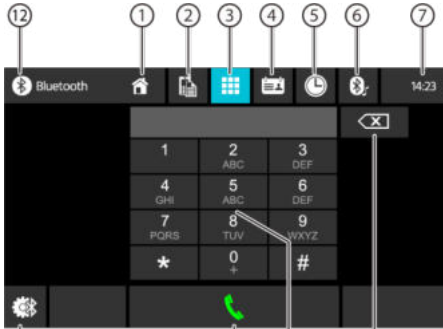 12 1 2 3 4 5 6 7
Bluetooth 14:23
1 2 3
ABC DEF
4 5 6
GHI ABC DEF
7 8 9
PQRS TUV WXYZ
* 0 #
+